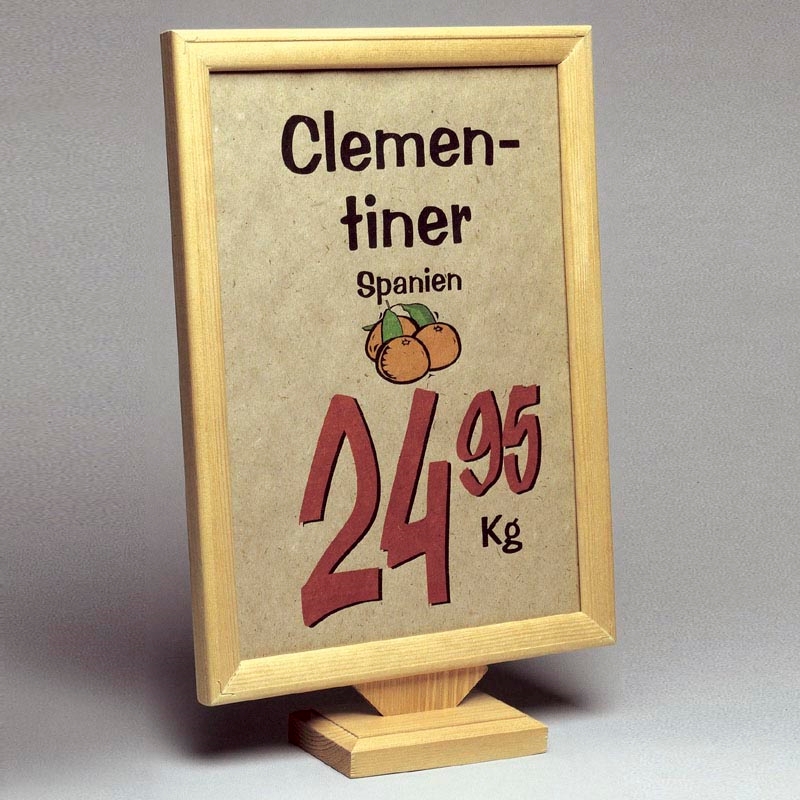 Clemen-
tiner
Spanien
24 95
Kg